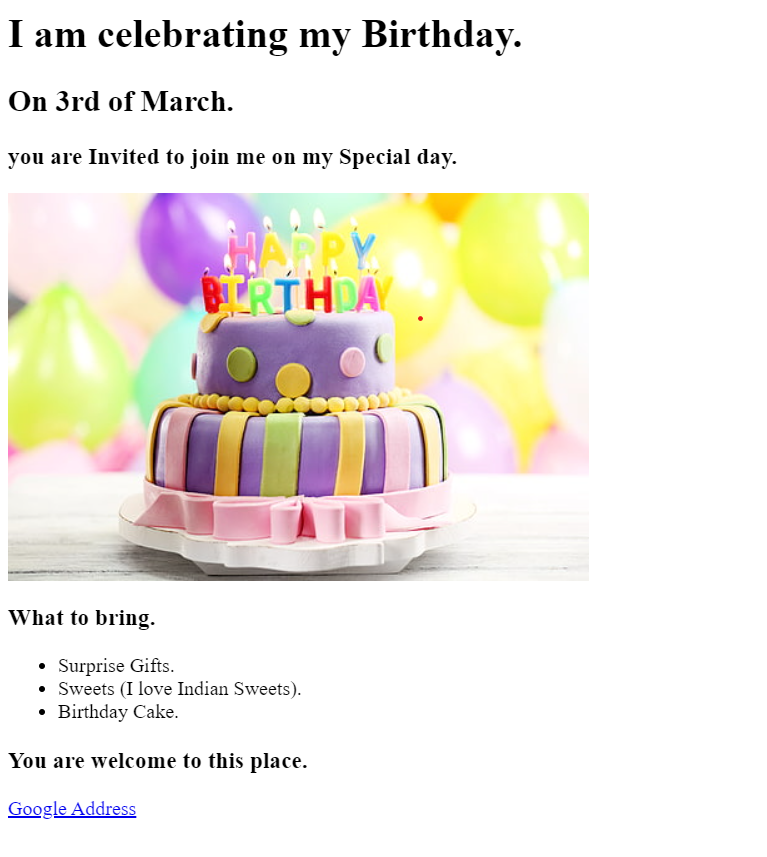 I am celebrating my Birthday.
On 3rd of March.
you are Invited to join me on my Special day.
HAPPY
BIRTHDAY
What to bring.
Surprise Gifts.
Sweets (I love Indian Sweets).
Birthday Cake.
You are welcome to this place.
Google Address